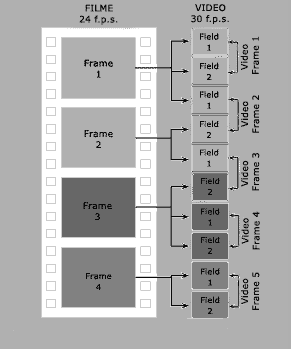 FILME
24 f.p.s.
VIDEO
30 f.p.s.
Frame
1
Frame
2
Frame
3
Frame
4
Field
1
Field
2
Field
1
Field
2
Field
1
Field
2
Field
1
Field
2
Field
1
Field
2
Video
Frame 1
Video
Frame 2
Video
Frame 3
Video
Frame 4
Video
Frame 5